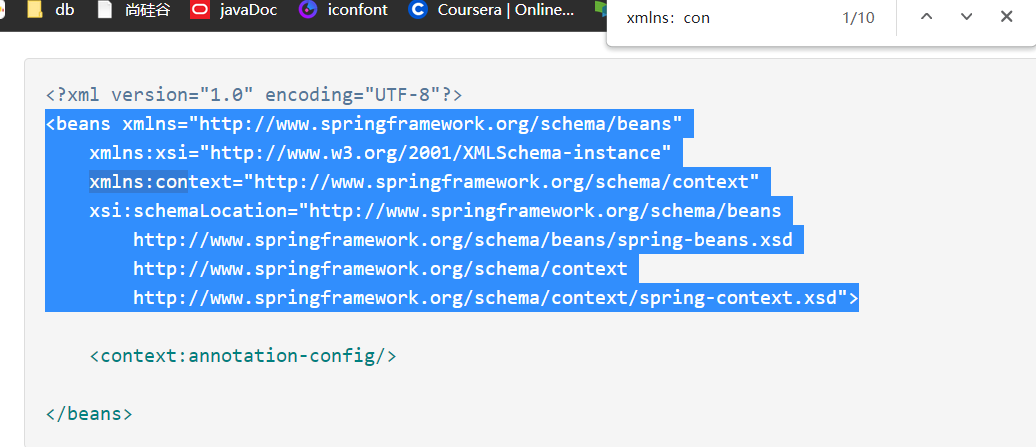 db 尚硅谷 javaDoc iconfont Coursera | Online...
xmlns: con 1/10
<?xml version="1.0" encoding="UTF-8"?>
<beans xmlns="http://www.springframework.org/schema/beans"
    xmlns:xsi="http://www.w3.org/2001/XMLSchema-instance"
    xmlns:context="http://www.springframework.org/schema/context"
    xsi:schemaLocation="http://www.springframework.org/schema/beans
        http://www.springframework.org/schema/beans/spring-beans.xsd
        http://www.springframework.org/schema/context
        http://www.springframework.org/schema/context/spring-context.xsd">
    <context:annotation-config/>
</beans>